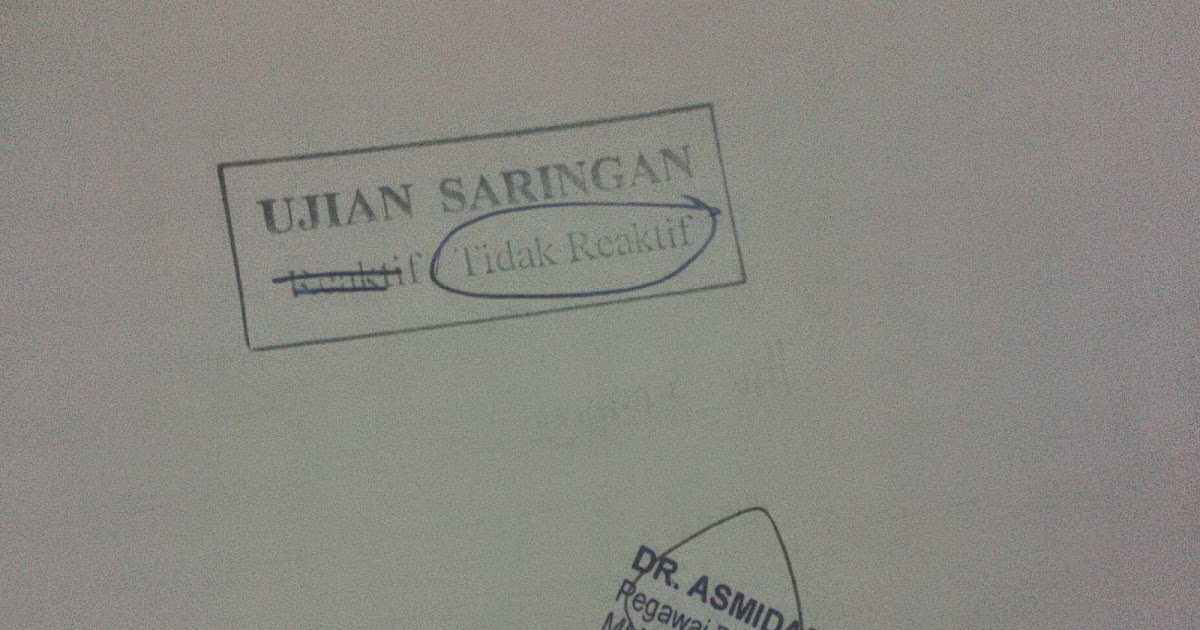 UJIAN SARINGAN
Reaktif Tidak Reaktif
DR. ASMIDA
Pegawai